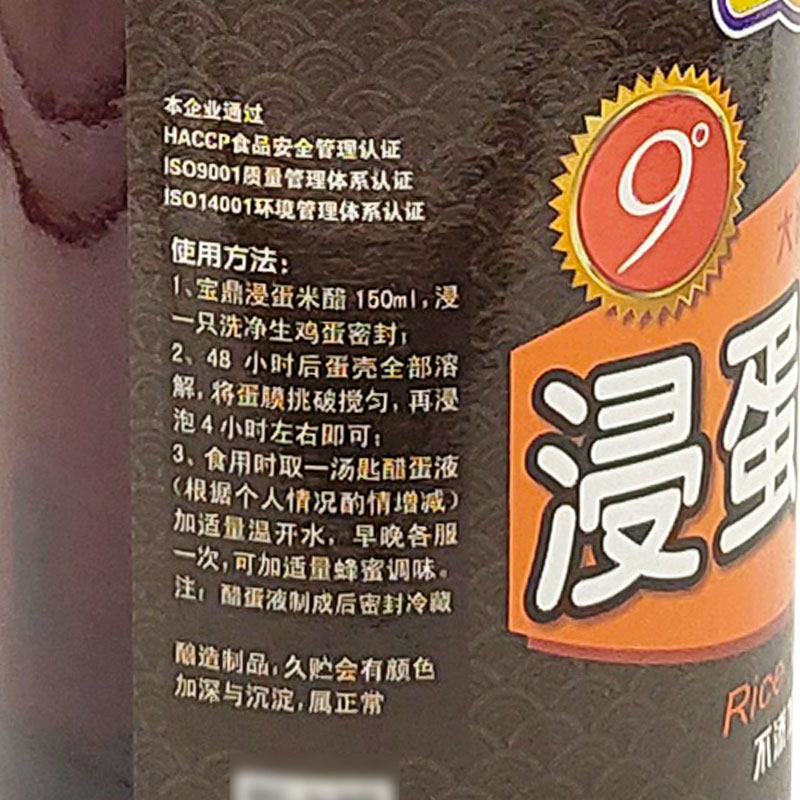 本企业通过
HACCP食品安全管理认证
ISO9001质量管理体系认证
ISO14001环境管理体系认证
使用方法：
1、宝鼎浸蛋米醋 150ml，浸
一只洗净生鸡蛋密封；
2、48 小时后蛋壳全部溶
解，将蛋膜挑破搅匀，再浸
泡 4 小时左右即可；
3、食用时取一汤匙醋蛋液
（根据个人情况酌情增减）
加适量温开水，早晚各服
一次，可加适量蜂蜜调味。
注：醋蛋液制成后密封冷藏
酿造制品，久贮会有颜色
加深与沉淀，属正常
9°
浸蛋
Rice
不添